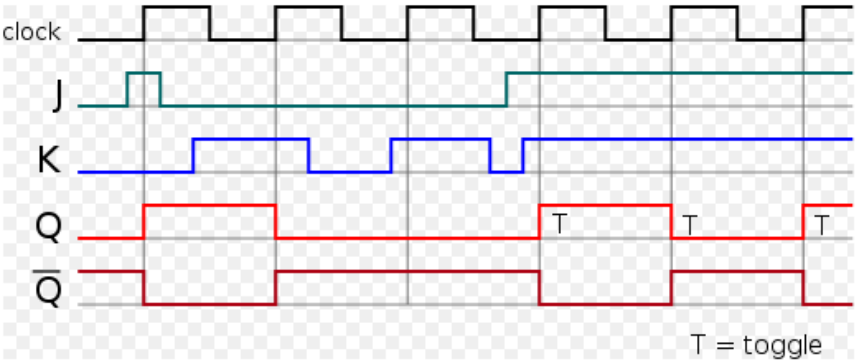 clock
J
K
Q T T T
Q̅
T = toggle